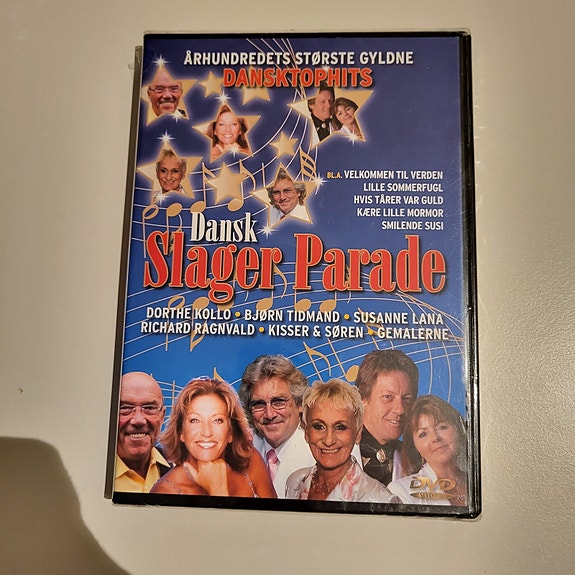 ÅRHUNDREDETS STØRSTE GYLDNE
DANSKTOPHITS
BL.A. VELKOMMEN TIL VERDEN
LILLE SOMMERFUGL
HVIS TÅRER VAR GULD
KÆRE LILLE MORMOR
SMILENDE SUSI
Dansk
Slager Parade
DORTHE KOLLO • BJØRN TIDMAND • SUSANNE LANA
RICHARD RAGNVALD • KISSER & SØREN • GEMALERNE
DVD